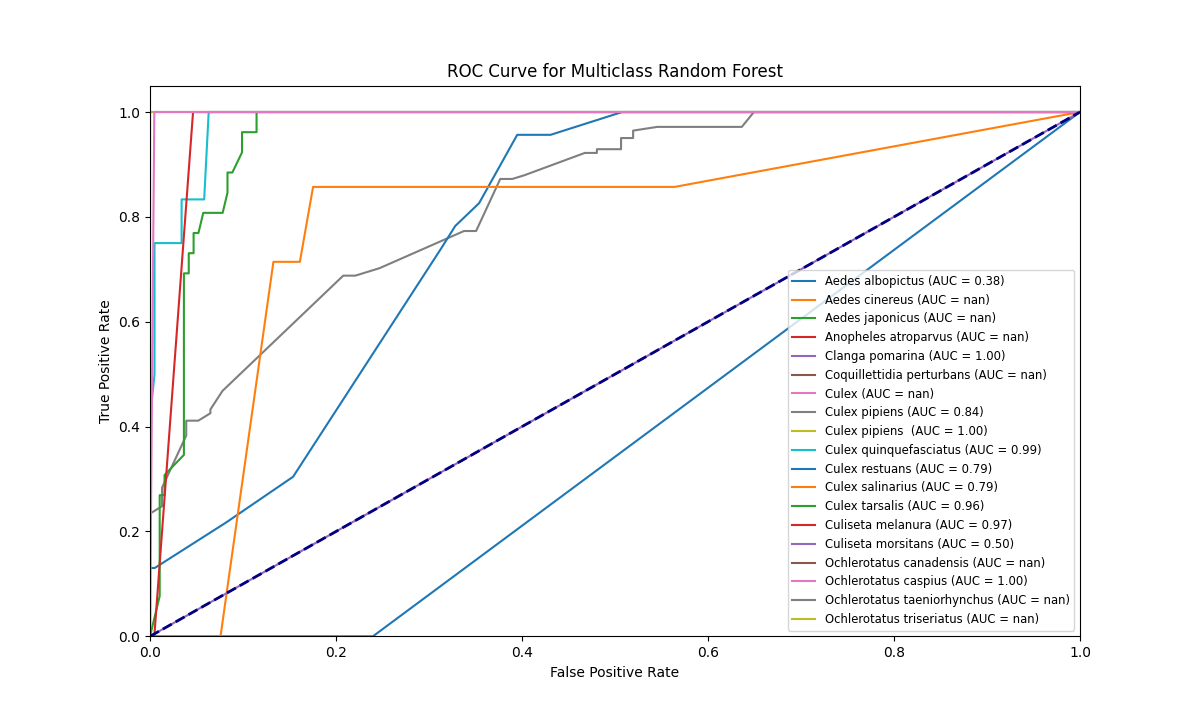 ROC Curve for Multiclass Random Forest
True Positive Rate
1.0
0.8
0.6
0.4
0.2
0.0
Aedes albopictus (AUC = 0.38)
Aedes cinereus (AUC = nan)
Aedes japonicus (AUC = nan)
Anopheles atroparvus (AUC = nan)
Clanga pomarina (AUC = 1.00)
Coquillettidia perturbans (AUC = nan)
Culex (AUC = nan)
Culex pipiens (AUC = 0.84)
Culex pipiens  (AUC = 1.00)
Culex quinquefasciatus (AUC = 0.99)
Culex restuans (AUC = 0.79)
Culex salinarius (AUC = 0.79)
Culex tarsalis (AUC = 0.96)
Culiseta melanura (AUC = 0.97)
Culiseta morsitans (AUC = 0.50)
Ochlerotatus canadensis (AUC = nan)
Ochlerotatus caspius (AUC = 1.00)
Ochlerotatus taeniorhynchus (AUC = nan)
Ochlerotatus triseriatus (AUC = nan)
0.0 0.2 0.4 0.6 0.8 1.0
False Positive Rate